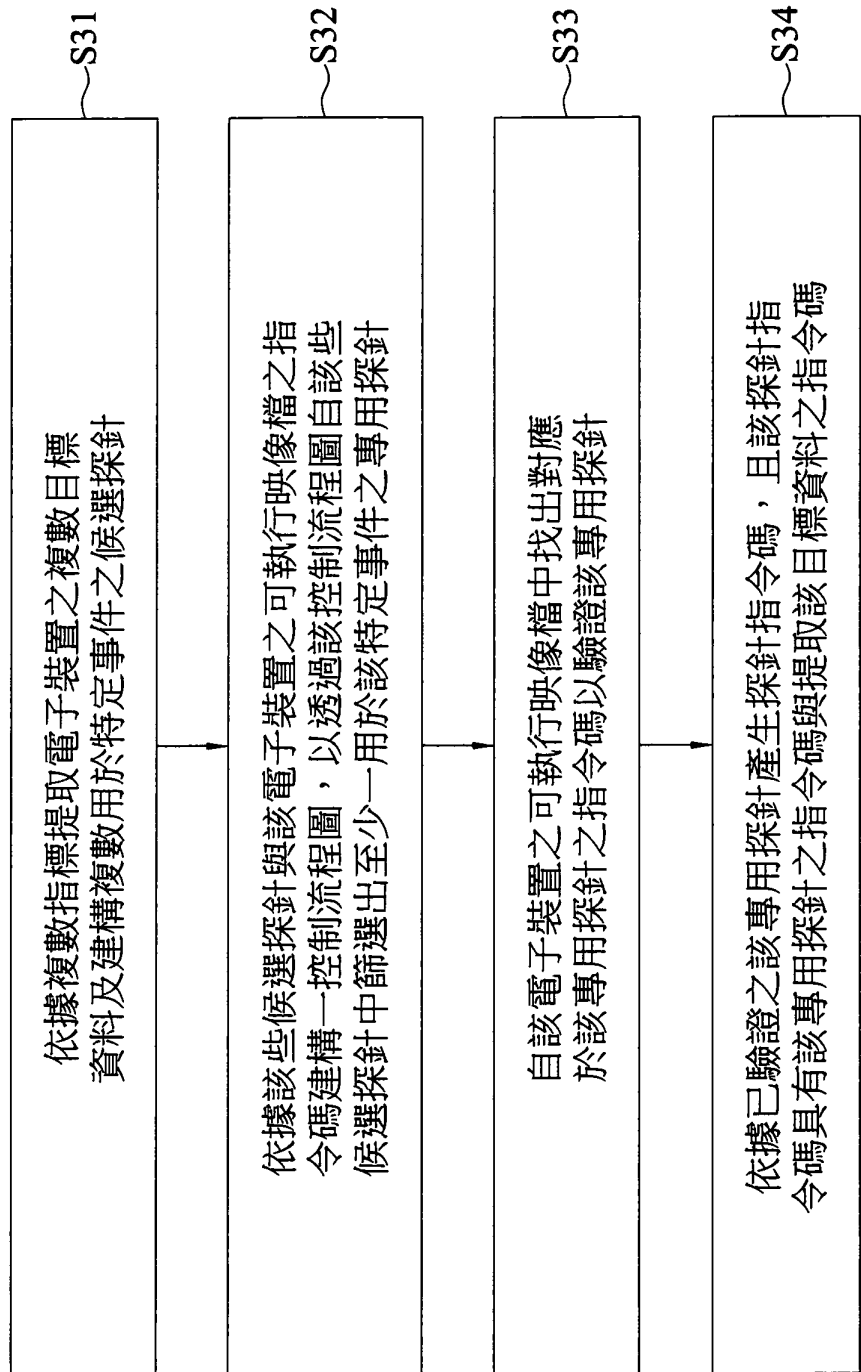 依據複數指標提取電子裝置之複數目標
資料及建構複數用於特定事件之候選探針
S31
依據該些候選探針與該電子裝置之可執行映像檔之指
令碼建構一控制流程圖，以透過該控制流程圖自該些
候選探針中篩選出至少一用於該特定事件之專用探針
S32
自該電子裝置之可執行映像檔中找出對應
於該專用探針之指令碼以驗證該專用探針
S33
依據已驗證之該專用探針產生探針指令碼，且該探針指
令碼具有該專用探針之指令碼與提取該目標資料之指令碼
S34